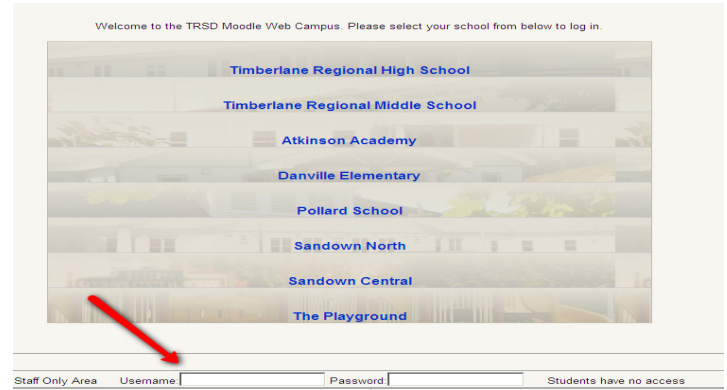 Welcome to the TRSD Moodle Web Campus. Please select your school from below to log in.
Timberlane Regional High School
Timberlane Regional Middle School
Atkinson Academy
Danville Elementary
Pollard School
Sandown North
Sandown Central
The Playground
Staff Only Area Username: Password: Students have no access